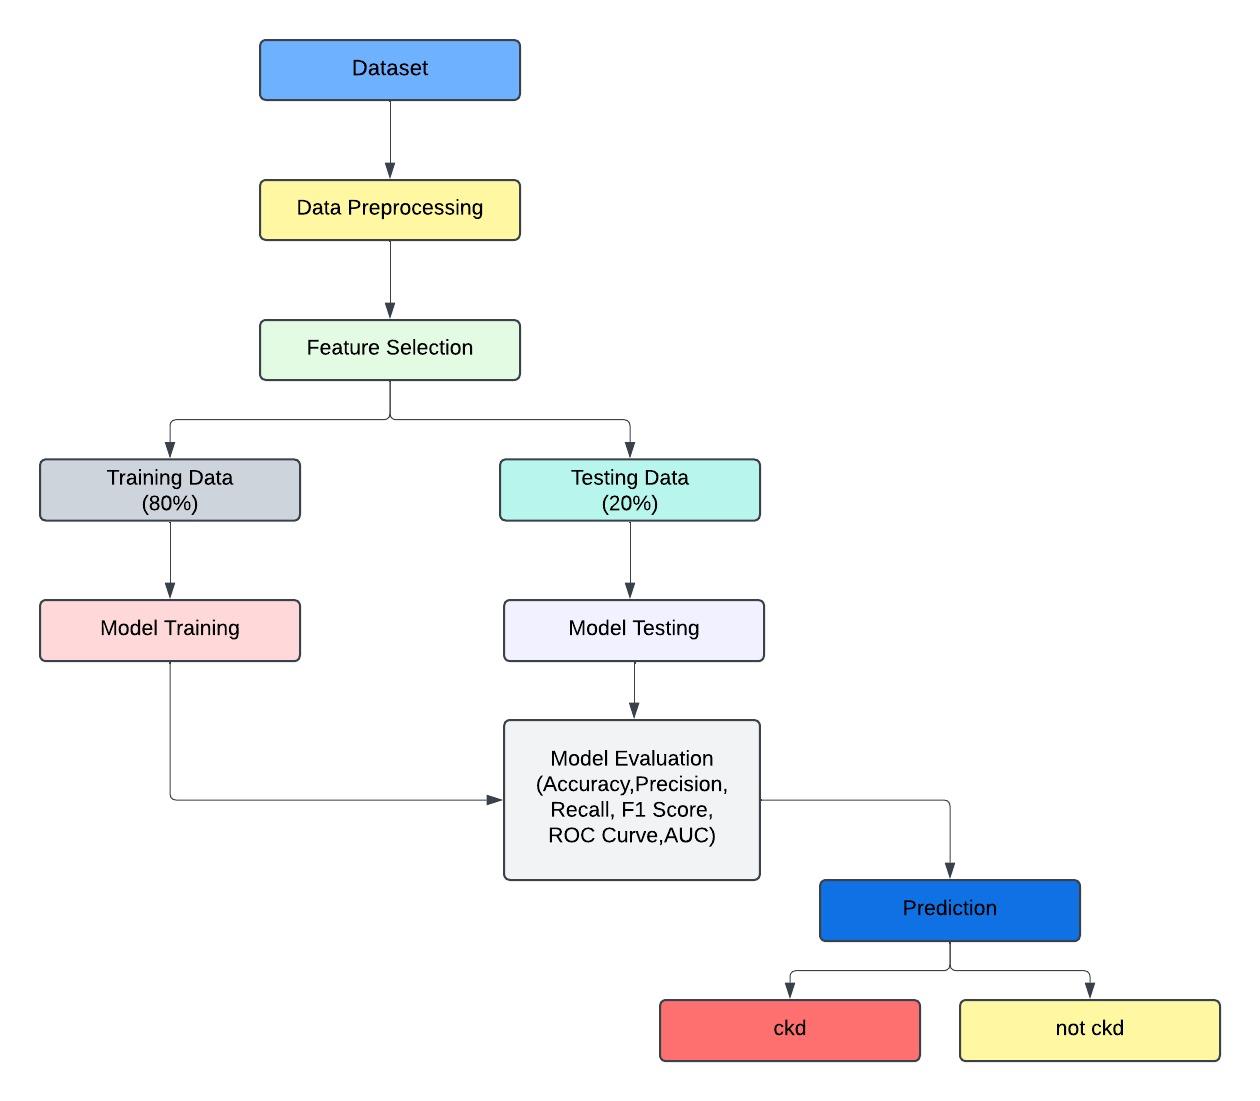 Dataset
Data Preprocessing
Feature Selection
Training Data
(80%)
Testing Data
(20%)
Model Training
Model Testing
Model Evaluation
(Accuracy,Precision,
Recall, F1 Score,
ROC Curve,AUC)
Prediction
ckd
not ckd